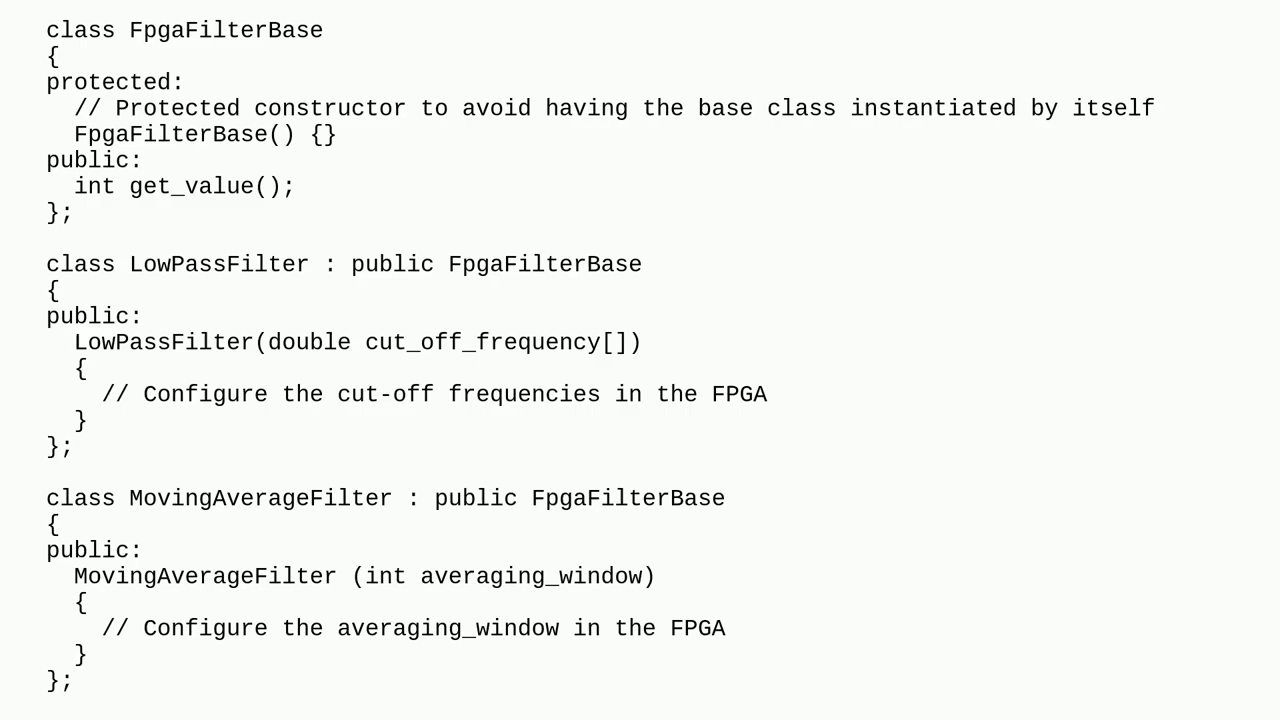 class FpgaFilterBase
{
protected:
  // Protected constructor to avoid having the base class instantiated by itself
  FpgaFilterBase() {}
public:
  int get_value();
};

class LowPassFilter : public FpgaFilterBase
{
public:
  LowPassFilter(double cut_off_frequency[])
  {
    // Configure the cut-off frequencies in the FPGA
  }
};

class MovingAverageFilter : public FpgaFilterBase
{
public:
  MovingAverageFilter (int averaging_window)
  {
    // Configure the averaging_window in the FPGA
  }
};